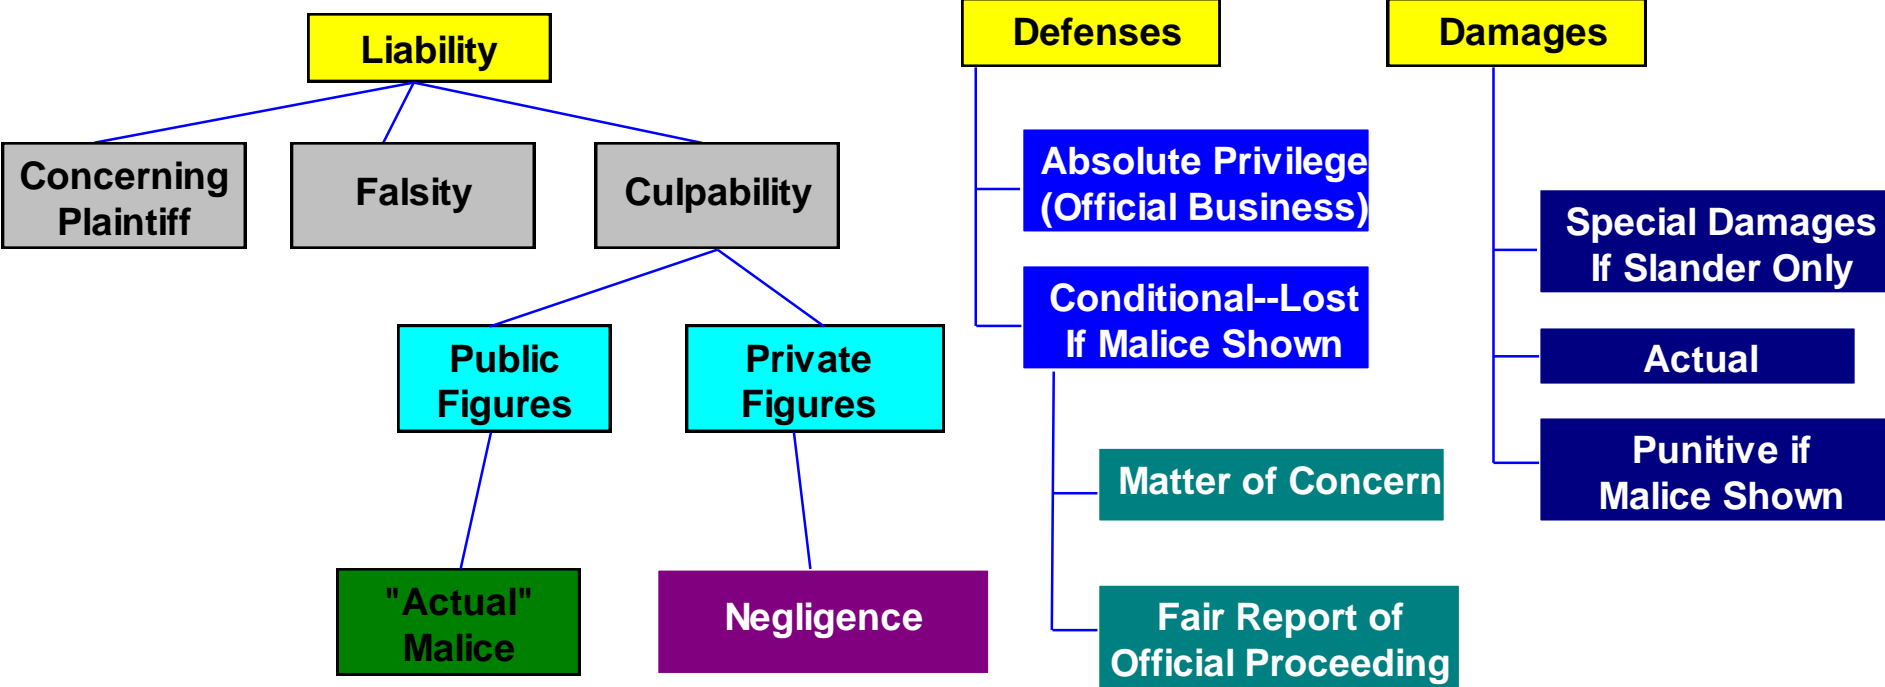 Liability
Concerning
Plaintiff
Falsity
Culpability
Public
Figures
Private
Figures
"Actual"
Malice
Negligence
Defenses
Absolute Privilege
(Official Business)
Conditional--Lost
If Malice Shown
Matter of Concern
Fair Report of
Official Proceeding
Damages
Special Damages
If Slander Only
Actual
Punitive if
Malice Shown